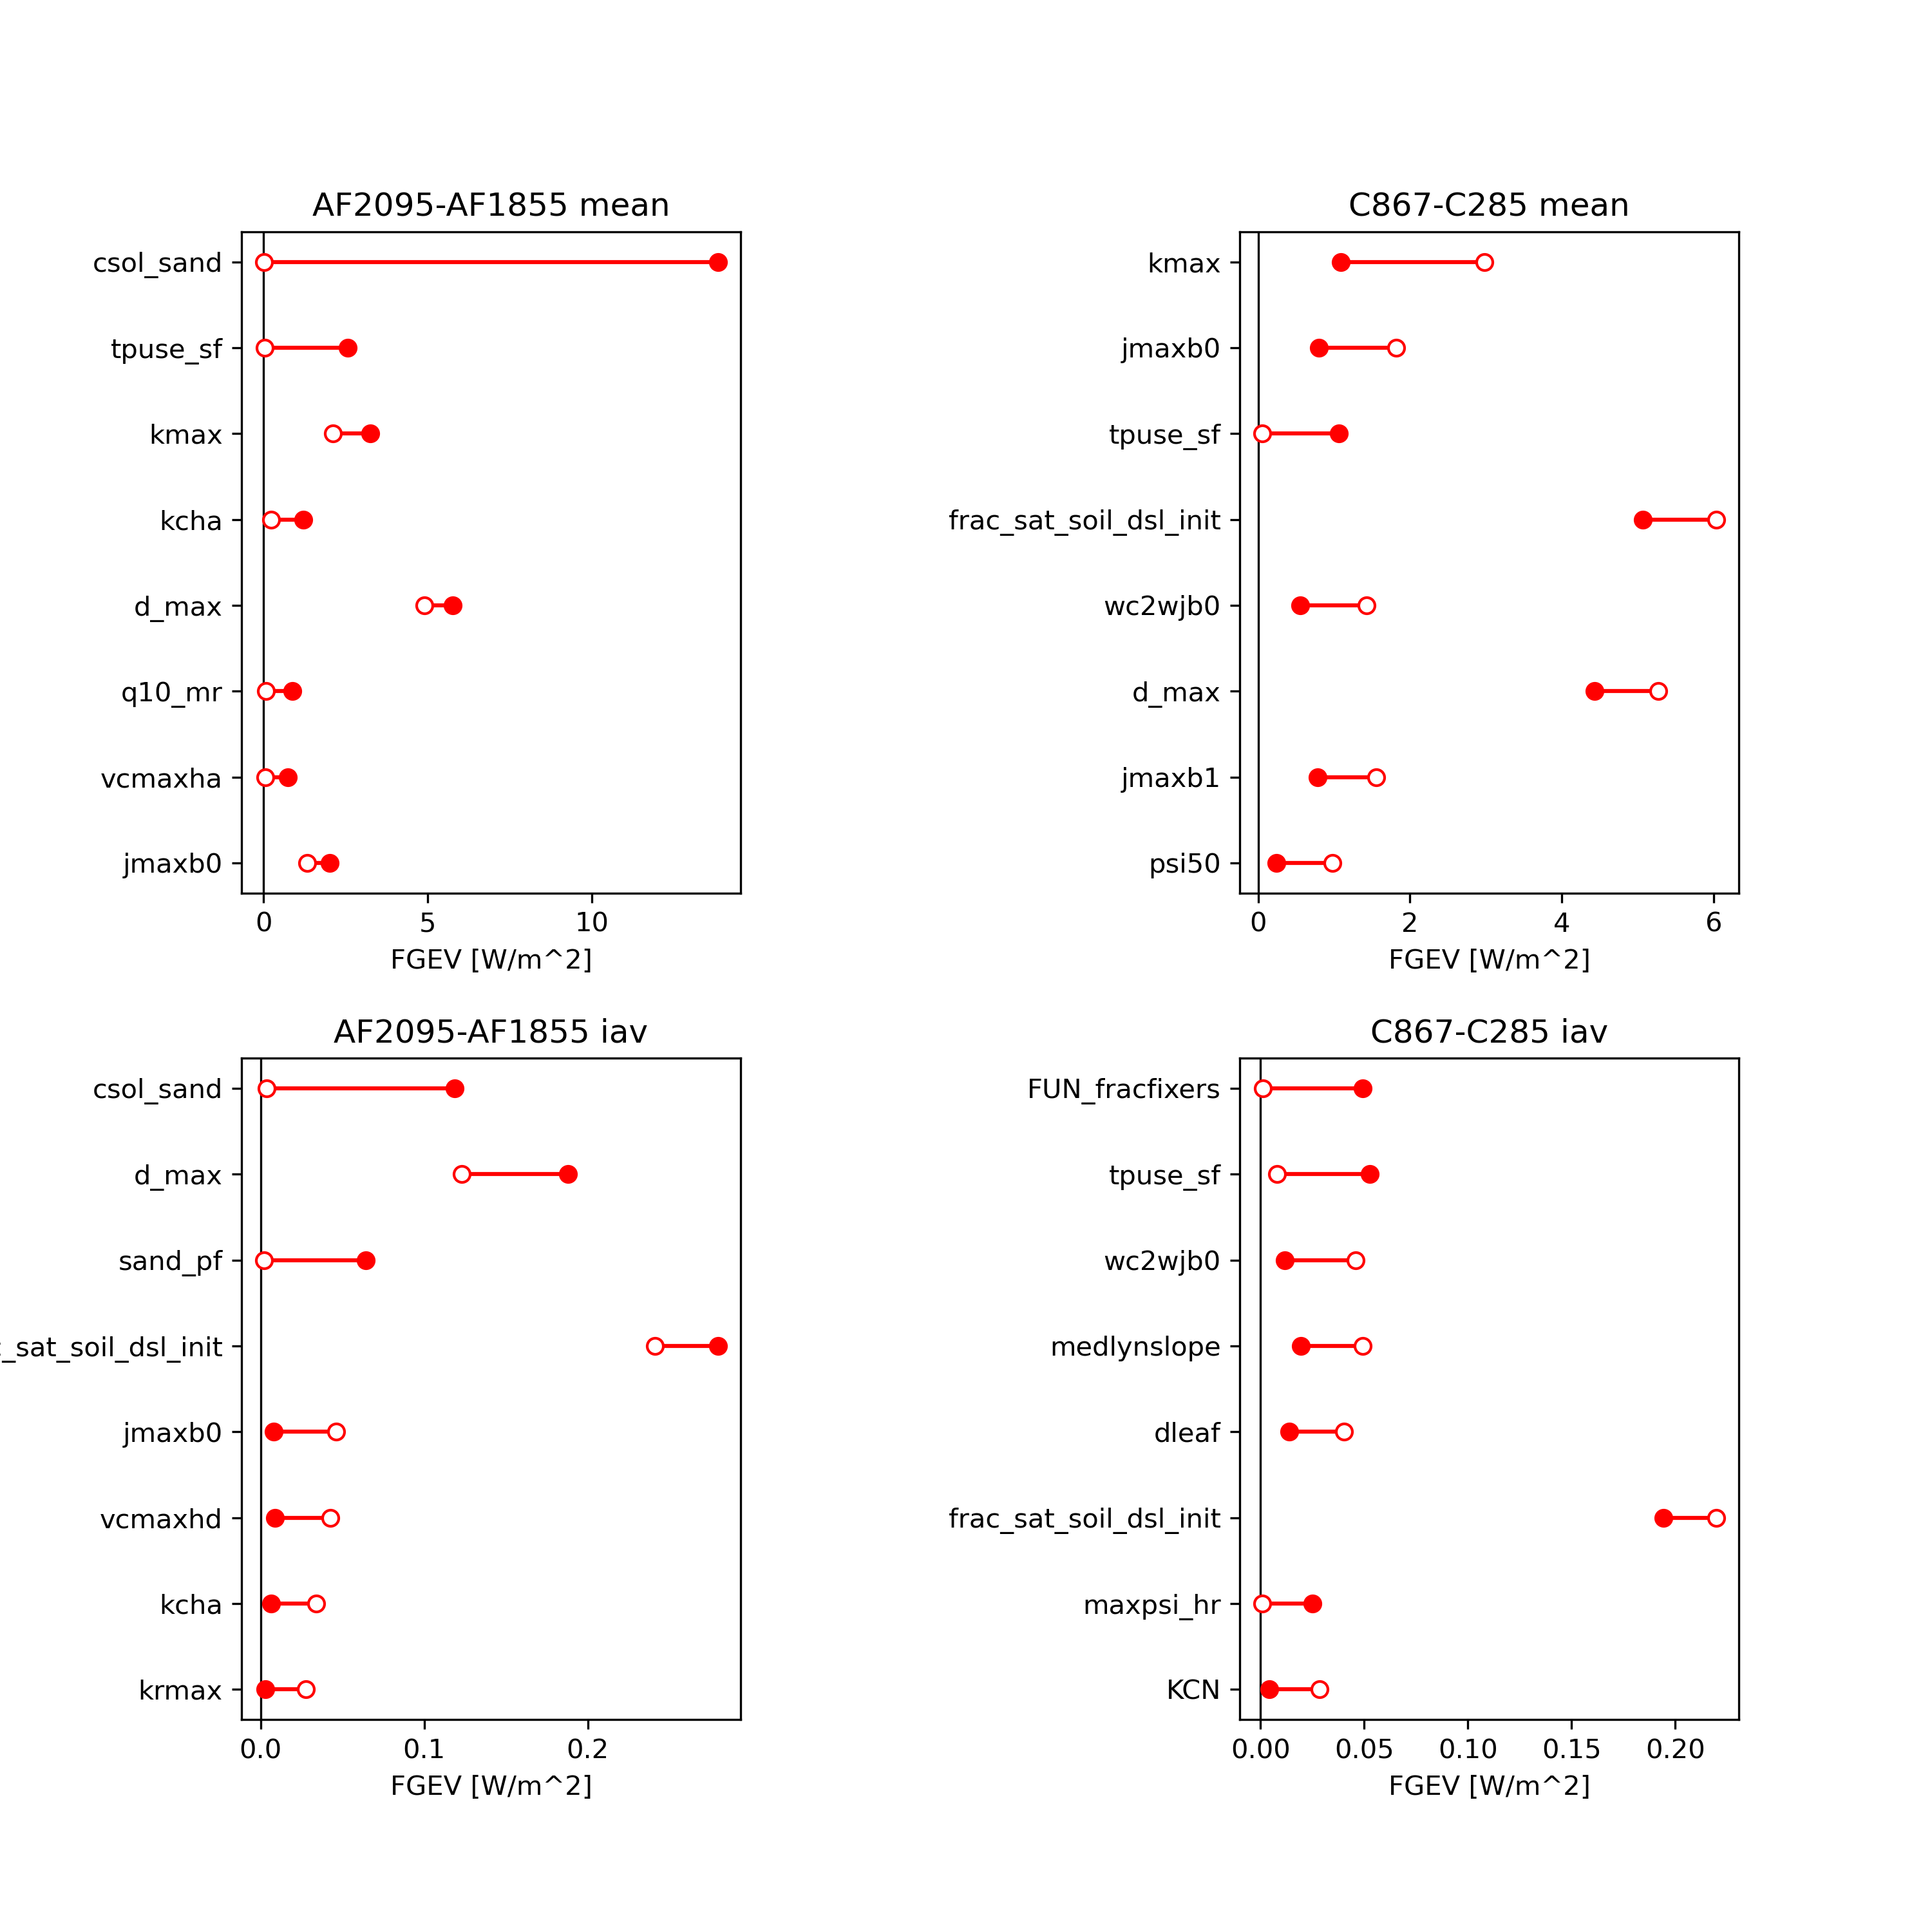 AF2095-AF1855 mean
csol_sand
tpuse_sf
kmax
kcha
d_max
q10_mr
vcmaxha
jmaxb0
0 5 10
FGEV [W/m^2]
C867-C285 mean
kmax
jmaxb0
tpuse_sf
frac_sat_soil_dsl_init
wc2wjb0
d_max
jmaxb1
psi50
0 2 4 6
FGEV [W/m^2]
AF2095-AF1855 iav
csol_sand
d_max
sand_pf
_sat_soil_dsl_init
jmaxb0
vcmaxhd
kcha
krmax
0.0 0.1 0.2
FGEV [W/m^2]
C867-C285 iav
FUN_fracfixers
tpuse_sf
wc2wjb0
medlynslope
dleaf
frac_sat_soil_dsl_init
maxpsi_hr
KCN
0.00 0.05 0.10 0.15 0.20
FGEV [W/m^2]